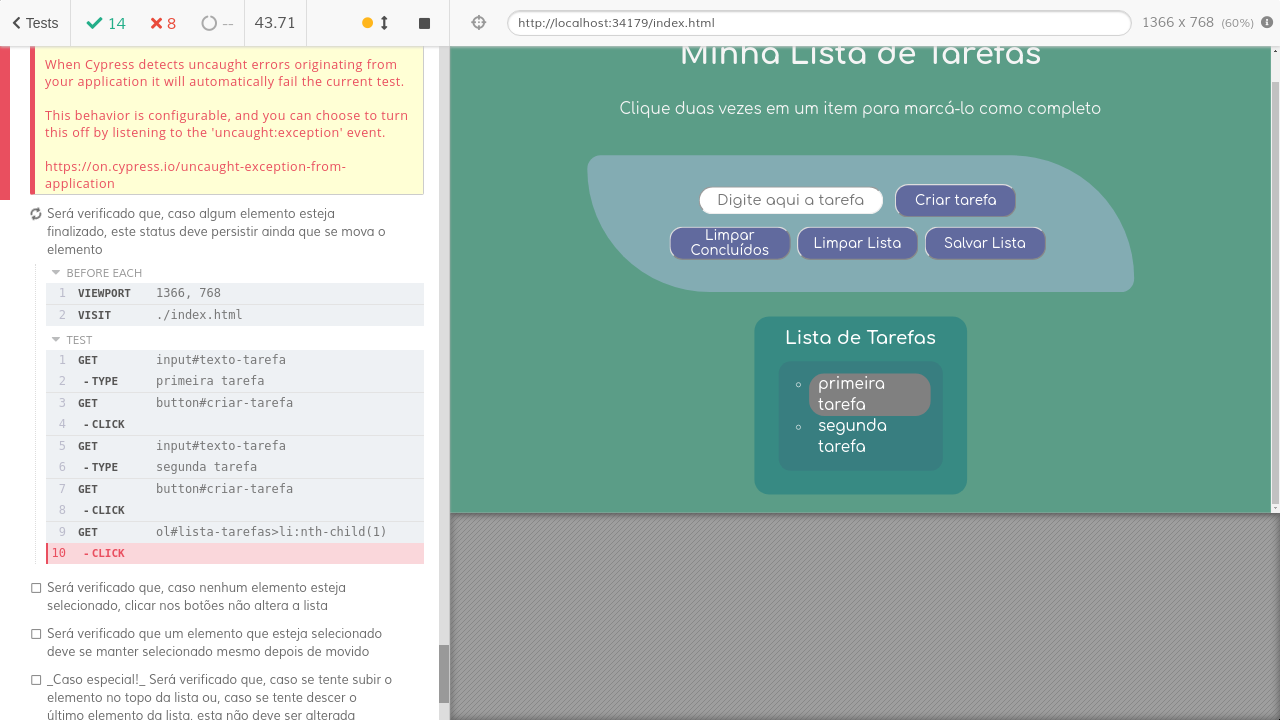 Tests
14
8
--
43.71
http://localhost:34179/index.html
1366 x 768 (60%)
When Cypress detects uncaught errors originating from
your application it will automatically fail the current test.
This behavior is configurable, and you can choose to turn
this off by listening to the 'uncaught:exception' event.
https://on.cypress.io/uncaught-exception-from-
application
Será verificado que, caso algum elemento esteja
finalizado, este status deve persistir ainda que se mova o
elemento
BEFORE EACH
1 VIEWPORT 1366, 768
2 VISIT ./index.html
TEST
1 GET input#texto-tarefa
2 -TYPE primeira tarefa
3 GET button#criar-tarefa
4 -CLICK
5 GET input#texto-tarefa
6 -TYPE segunda tarefa
7 GET button#criar-tarefa
8 -CLICK
9 GET ol#lista-tarefas>li:nth-child(1)
10 -CLICK
Será verificado que, caso nenhum elemento esteja
selecionado, clicar nos botões não altera a lista
Será verificado que um elemento que esteja selecionado
deve se manter selecionado mesmo depois de movido
_Caso especial!_ Será verificado que, caso se tente subir o
elemento no topo da lista ou, caso se tente descer o
último elemento da lista, esta não deve ser alterada
Minha Lista de Tarefas
Clique duas vezes em um item para marcá-lo como completo
Digite aqui a tarefa
Criar tarefa
Limpar
Concluídos
Limpar Lista
Salvar Lista
Lista de Tarefas
primeira
tarefa
segunda
tarefa